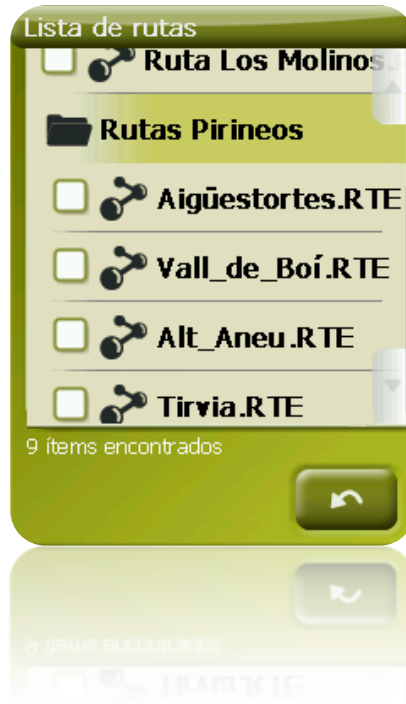 Lista de rutas
Ruta Los Molinos.
Rutas Pirineos
Aigüestortes.RTE
Vall_de_Boí.RTE
Alt_Aneu.RTE
Tirvia.RTE
9 ítems encontrados